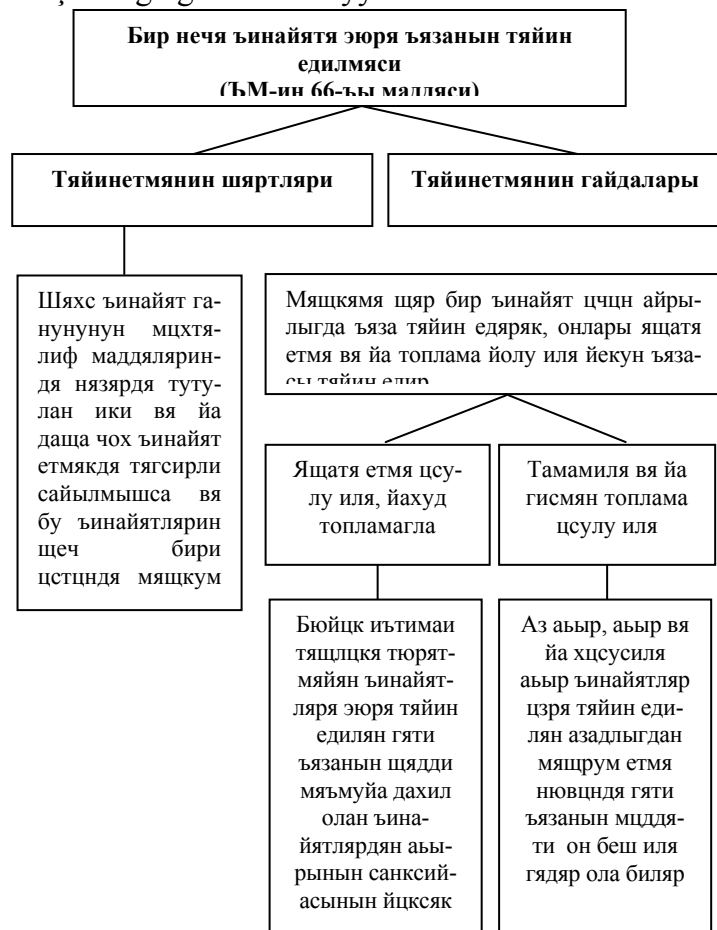 Бир нечя ъинайятя эюря ъязанын тяйин
едилмяси
(ЪМ-ин 66-ъы маддяси)
Тяйинетмянин шяртляри
Тяйинетмянин гайдалары
Шяхс ъинайят га-
нунунун мцхтя-
лиф маддялярин-
дя нязярдя туту-
лан ики вя йа
даща чох ъинайят
етмякдя тягсирли
сайылмышса вя
бу ъинайятлярин
щеч бири
цстцндя мящкум
Мящкямя щяр бир ъинайят цчцн айры-
лыгда ъяза тяйин едяряк, онлары ящатя
етмя вя йа топлама йолу иля йекун ъяза-
сы тяйин едир
Ящатя етмя цсу-
лу иля, йахуд
топламагла
Тамамиля вя йа
гисмян топлама
цсулу иля
Бюйцк иътимаи
тящлцкя тюрят-
мяйян ъинайят-
ляря эюря тяйин
едилян гяти
ъязанын щядди
мяъмуйа дахил
олан ъина-
йятлярдян аьы-
рынын санксий-
асынын йцксяк
Аз аьыр, аьыр вя
йа хцсусиля
аьыр ъинайятляр
цзря тяйин еди-
лян азадлыгдан
мящрум етмя
нювцндя гяти
ъязанын мцддя-
ти он беш иля
гядяр ола биляр